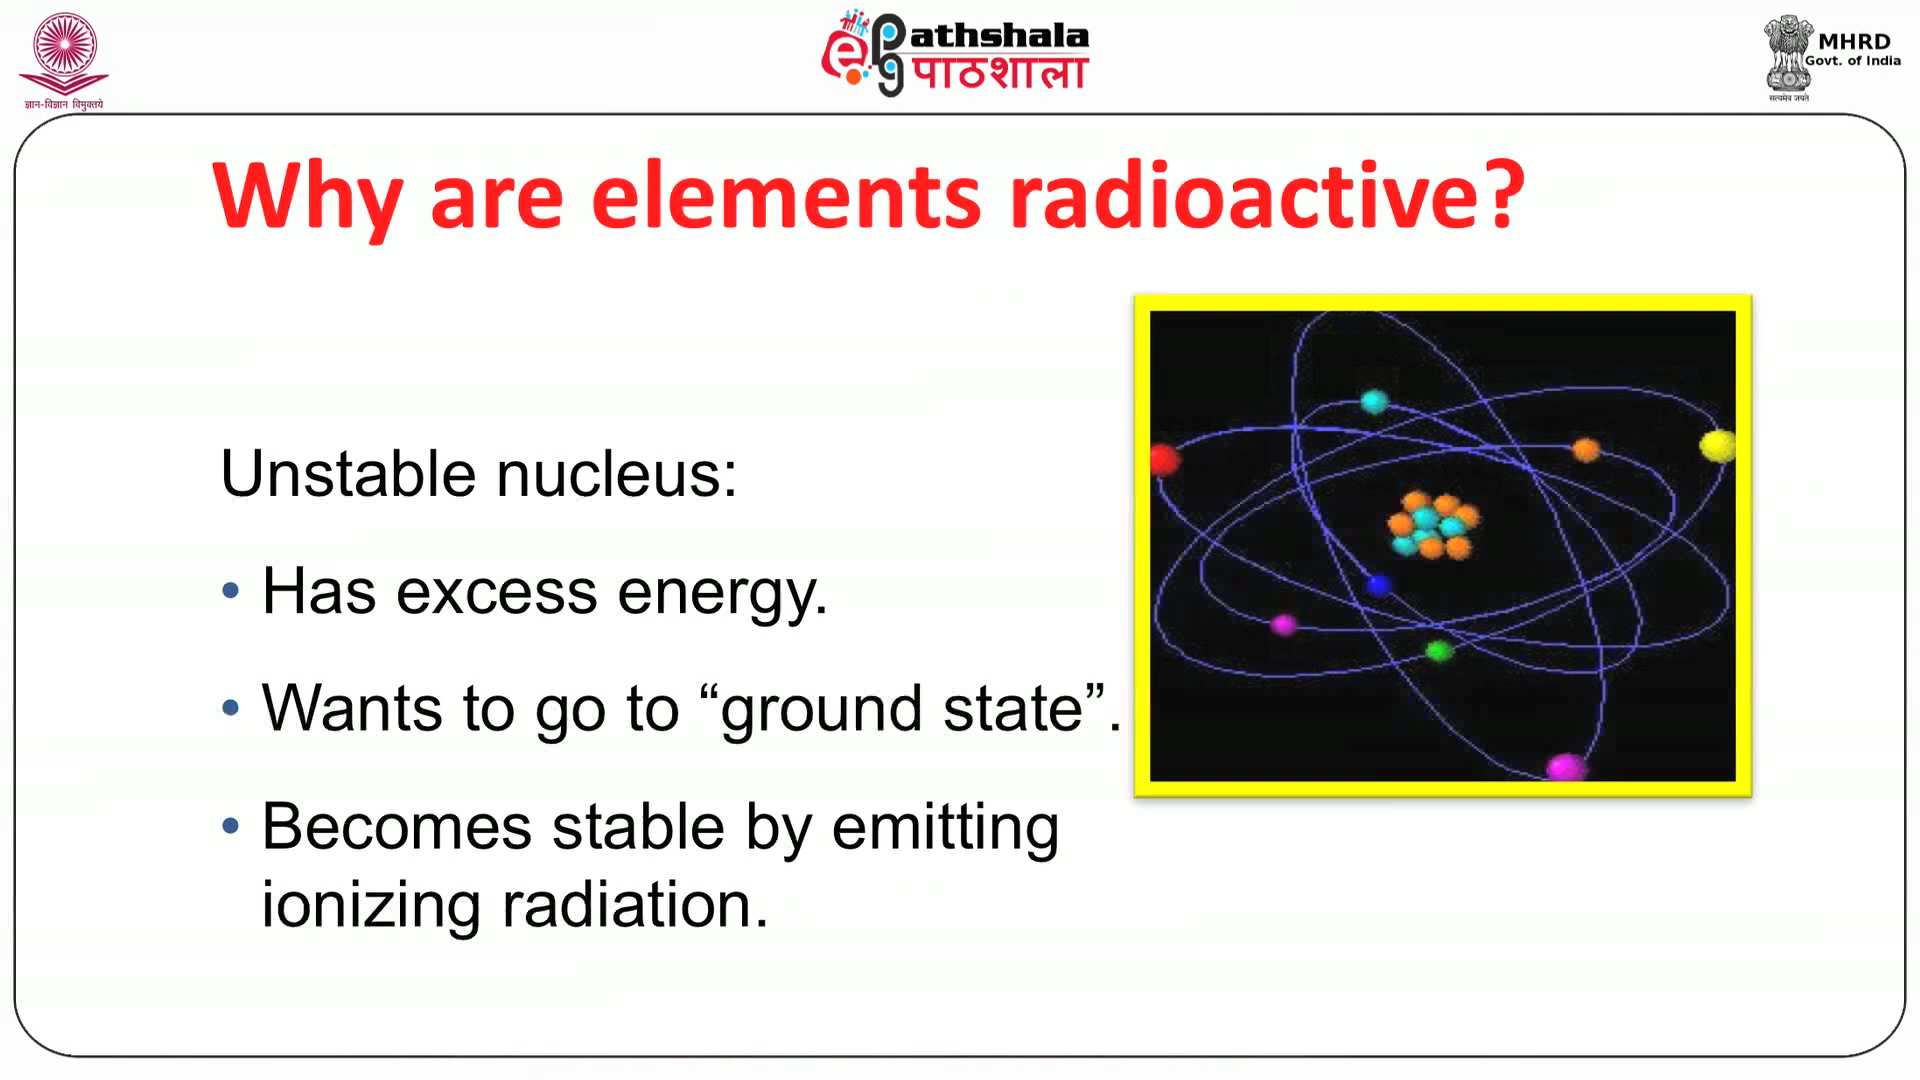 ज्ञान-विज्ञान विमुक्तये
ePGPathshala
पाठशाला
MHRD
Govt. of India
सत्यमेव जयते
Why are elements radioactive?
Unstable nucleus:
• Has excess energy.
• Wants to go to “ground state”.
• Becomes stable by emitting
ionizing radiation.